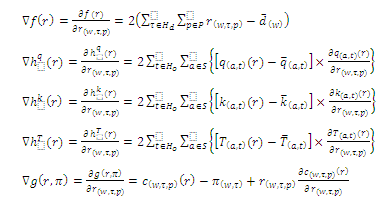 ∇f(r) = ∂f(r)/∂r_(w,τ,p) = 2(∑_{τ∈H_d} ∑_{p∈P} r_(w,τ,p) − d̄_(w))
∇h^q(r) = ∂h^q(r)/∂r_(w,τ,p) = 2 ∑_{t∈H_o} ∑_{a∈S} {[q_(a,t)(r) − q̄_(a,t)] × ∂q_(a,t)(r)/∂r_(w,τ,p)}
∇h^k(r) = ∂h^k(r)/∂r_(w,τ,p) = 2 ∑_{t∈H_o} ∑_{a∈S} {[k_(a,t)(r) − k̄_(a,t)] × ∂k_(a,t)(r)/∂r_(w,τ,p)}
∇h^T(r) = ∂h^T(r)/∂r_(w,τ,p) = 2 ∑_{t∈H_o} ∑_{a∈S} {[T_(a,t)(r) − T̄_(a,t)] × ∂T_(a,t)(r)/∂r_(w,τ,p)}
∇g(r,π) = ∂g(r,π)/∂r_(w,τ,p) = c_(w,τ,p)(r) − π_(w,τ) + r_(w,τ,p) ∂c_(w,τ,p)(r)/∂r_(w,τ,p)